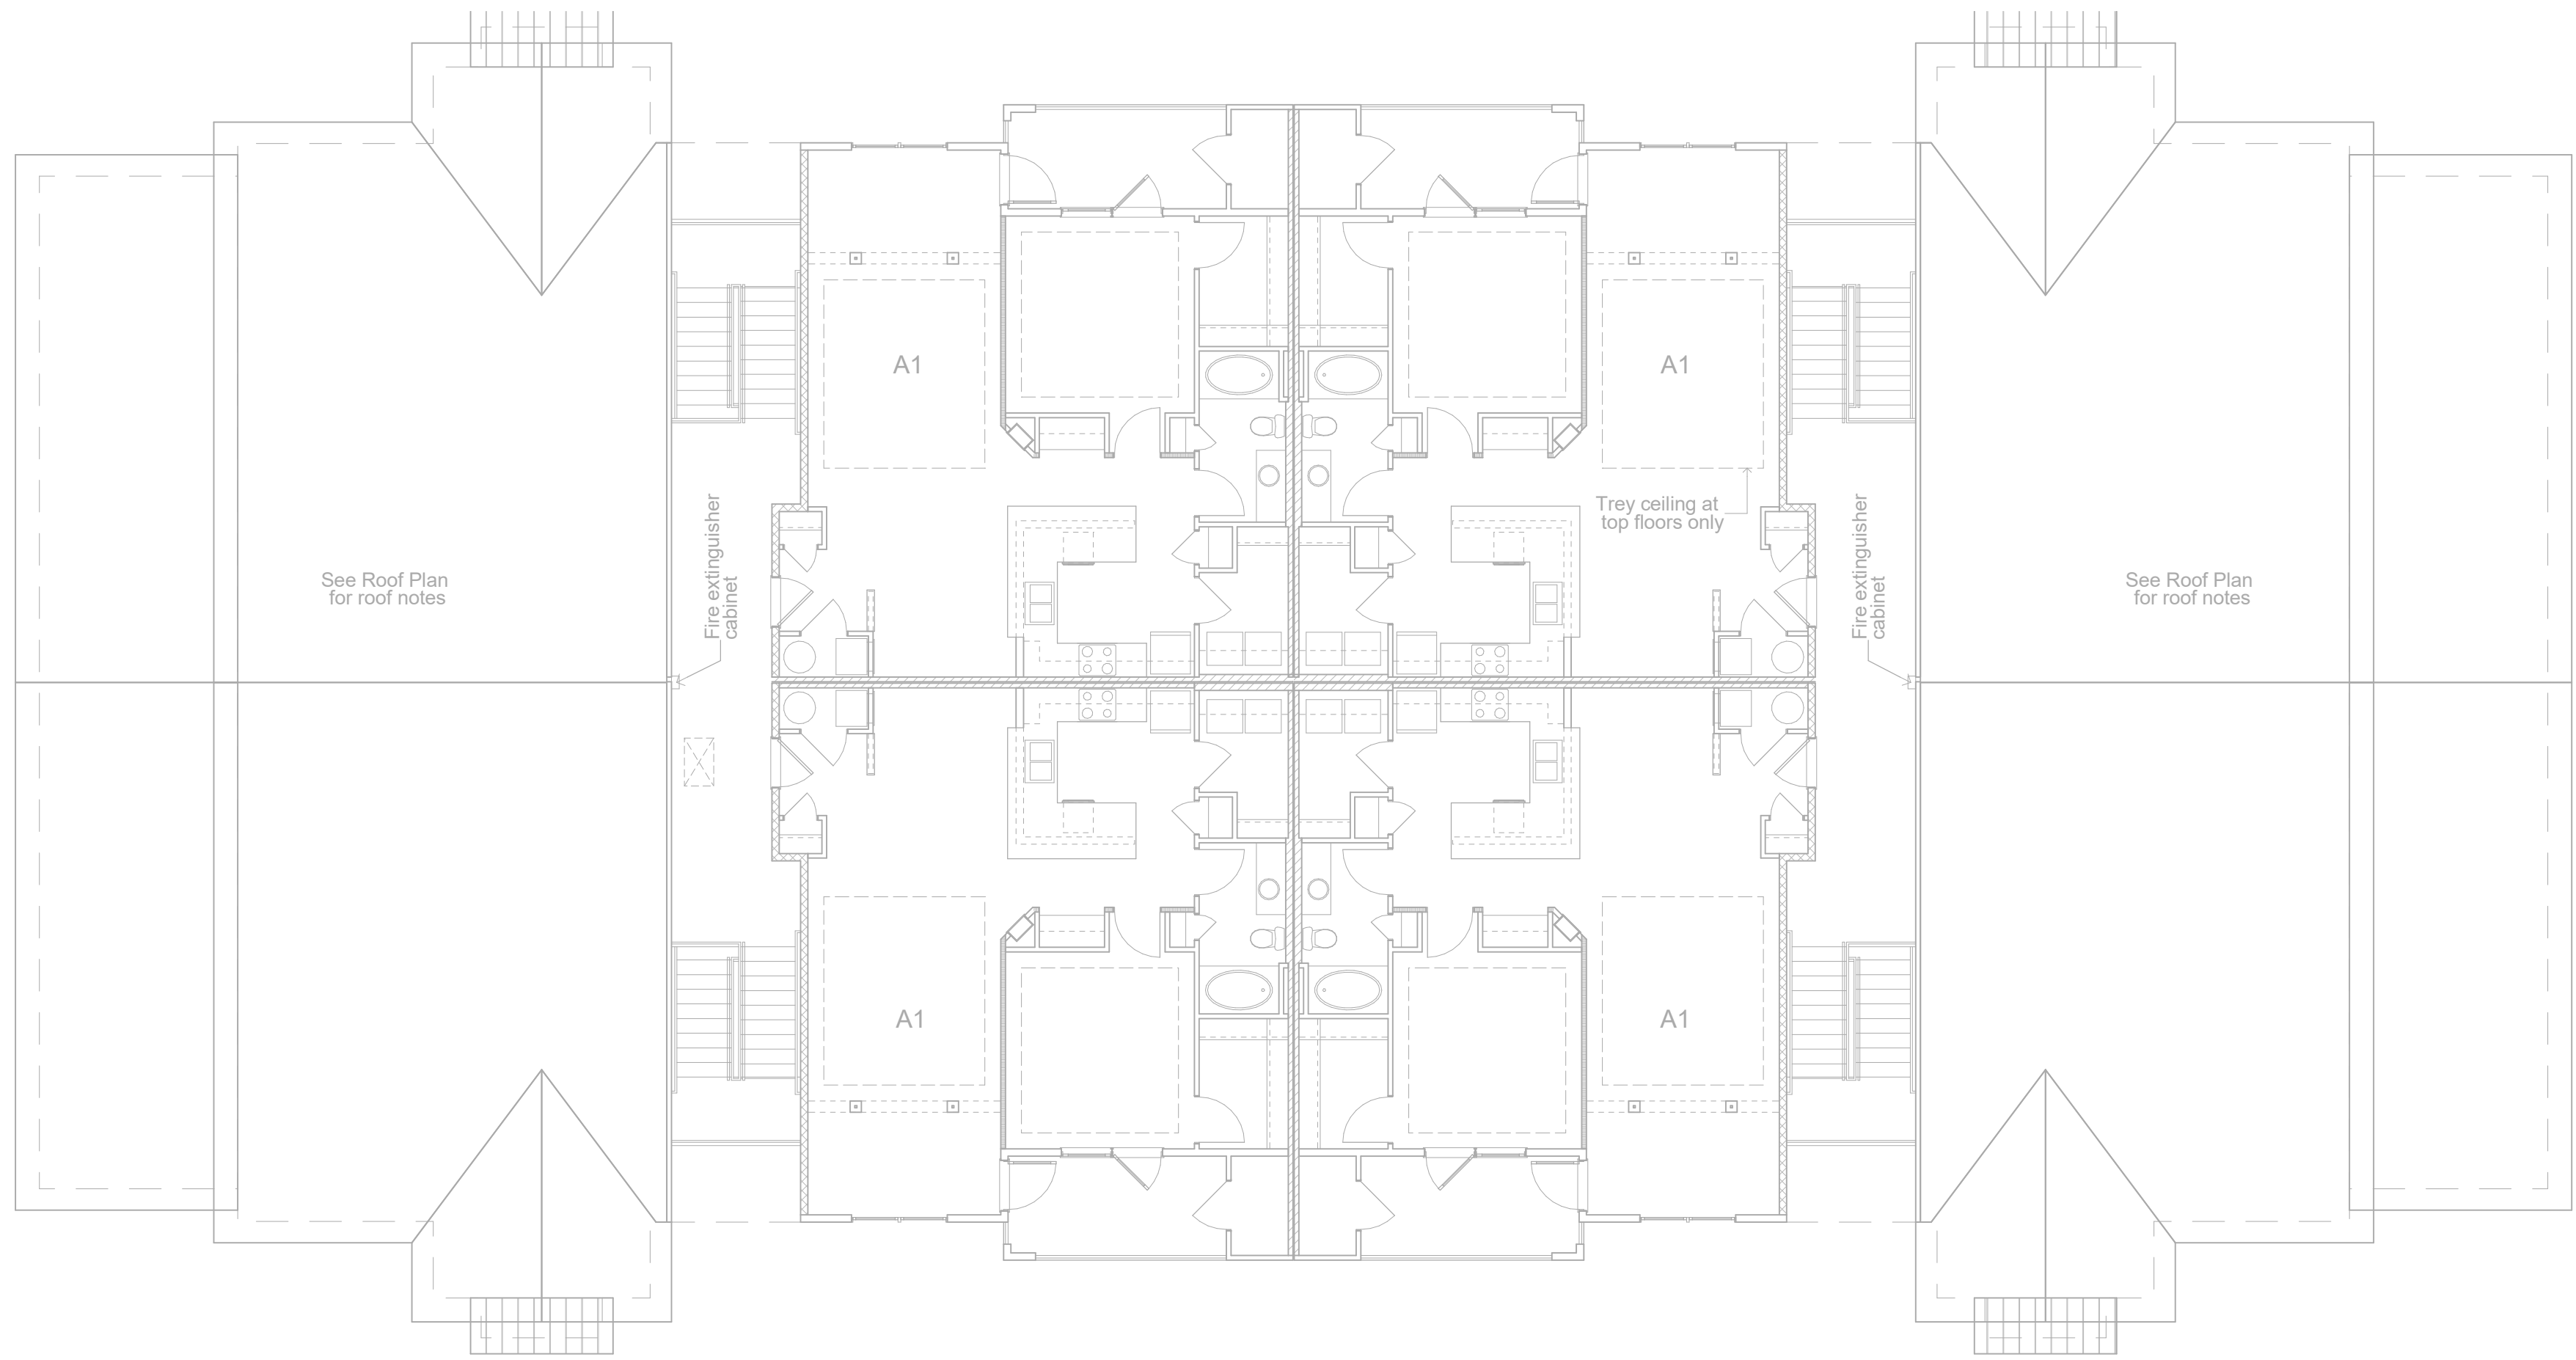 A1
A1
Trey ceiling at
top floors only
Fire extinguisher
cabinet
Fire extinguisher
cabinet
See Roof Plan
for roof notes
See Roof Plan
for roof notes
A1
A1